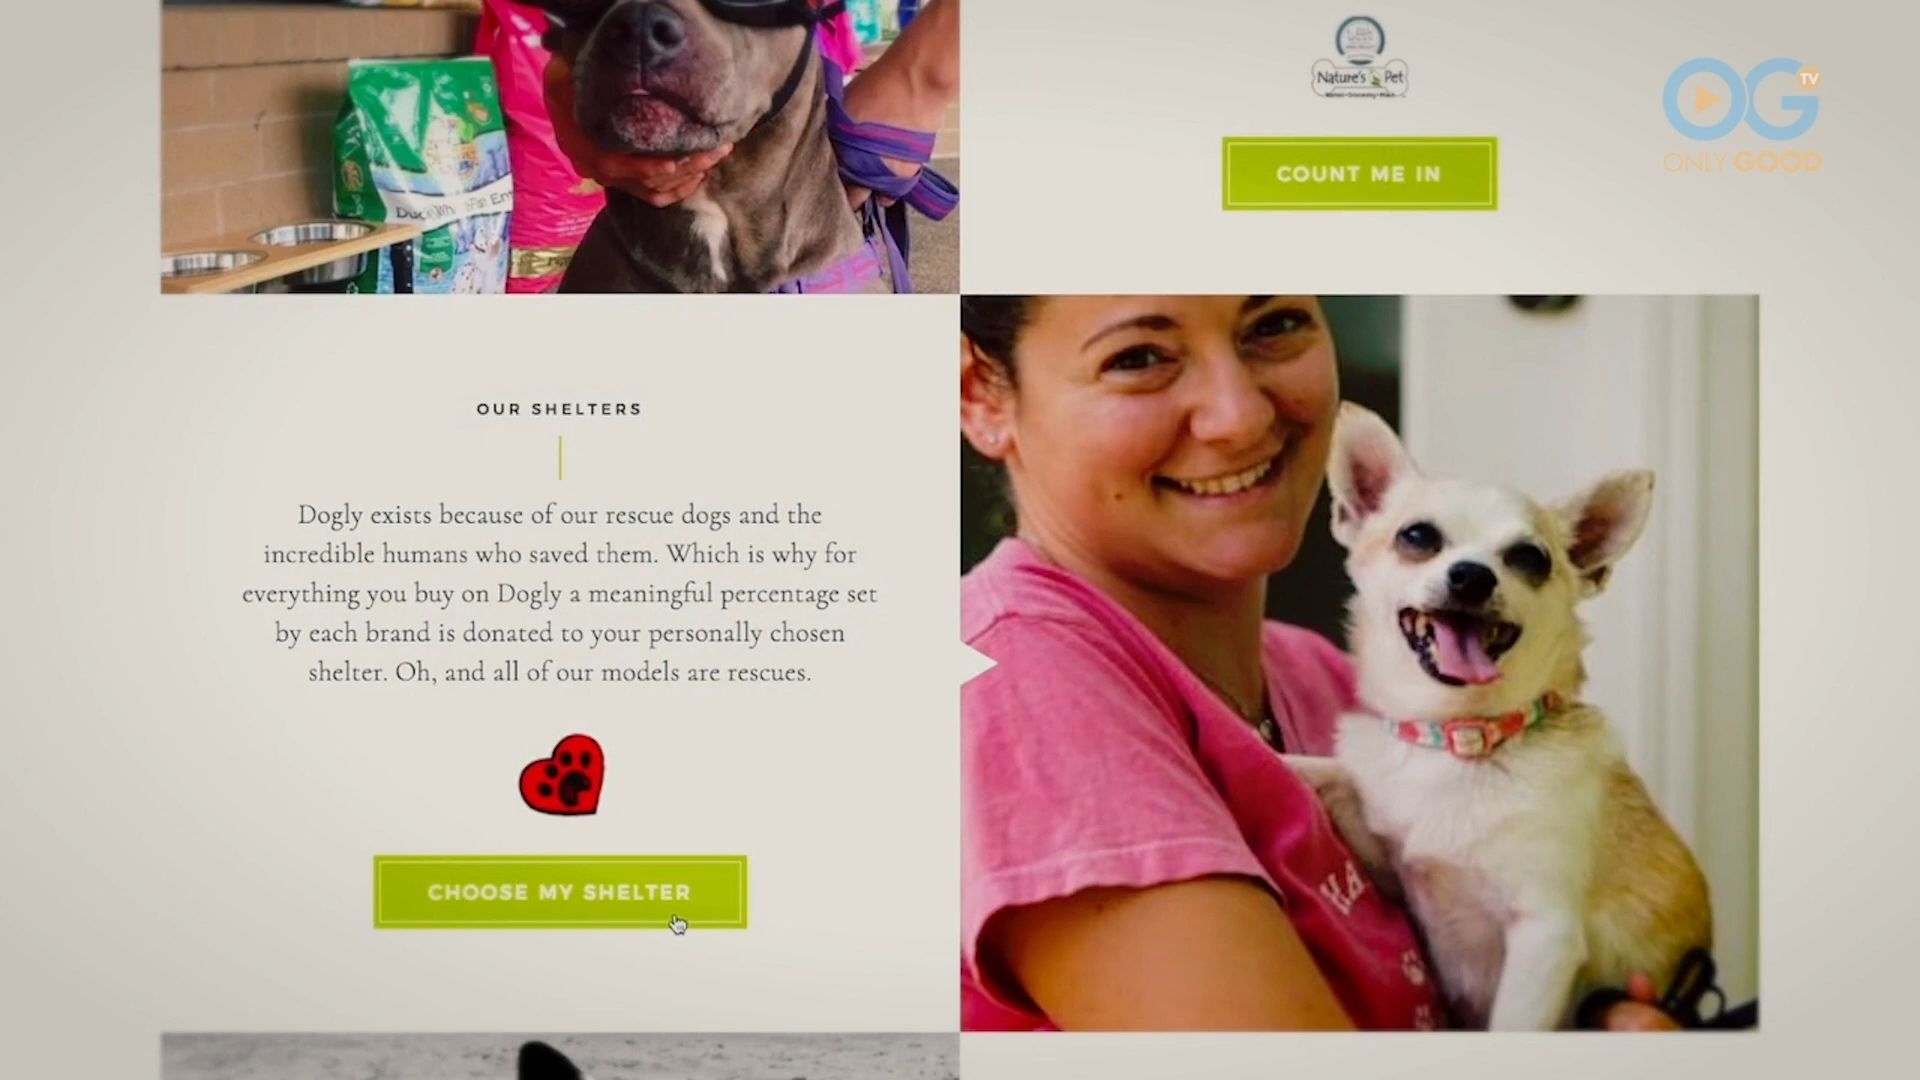 Nature's Pet
OG TV
ONLY GOOD
COUNT ME IN
OUR SHELTERS
Dogly exists because of our rescue dogs and the
incredible humans who saved them. Which is why for
everything you buy on Dogly a meaningful percentage set
by each brand is donated to your personally chosen
shelter. Oh, and all of our models are rescues.
CHOOSE MY SHELTER